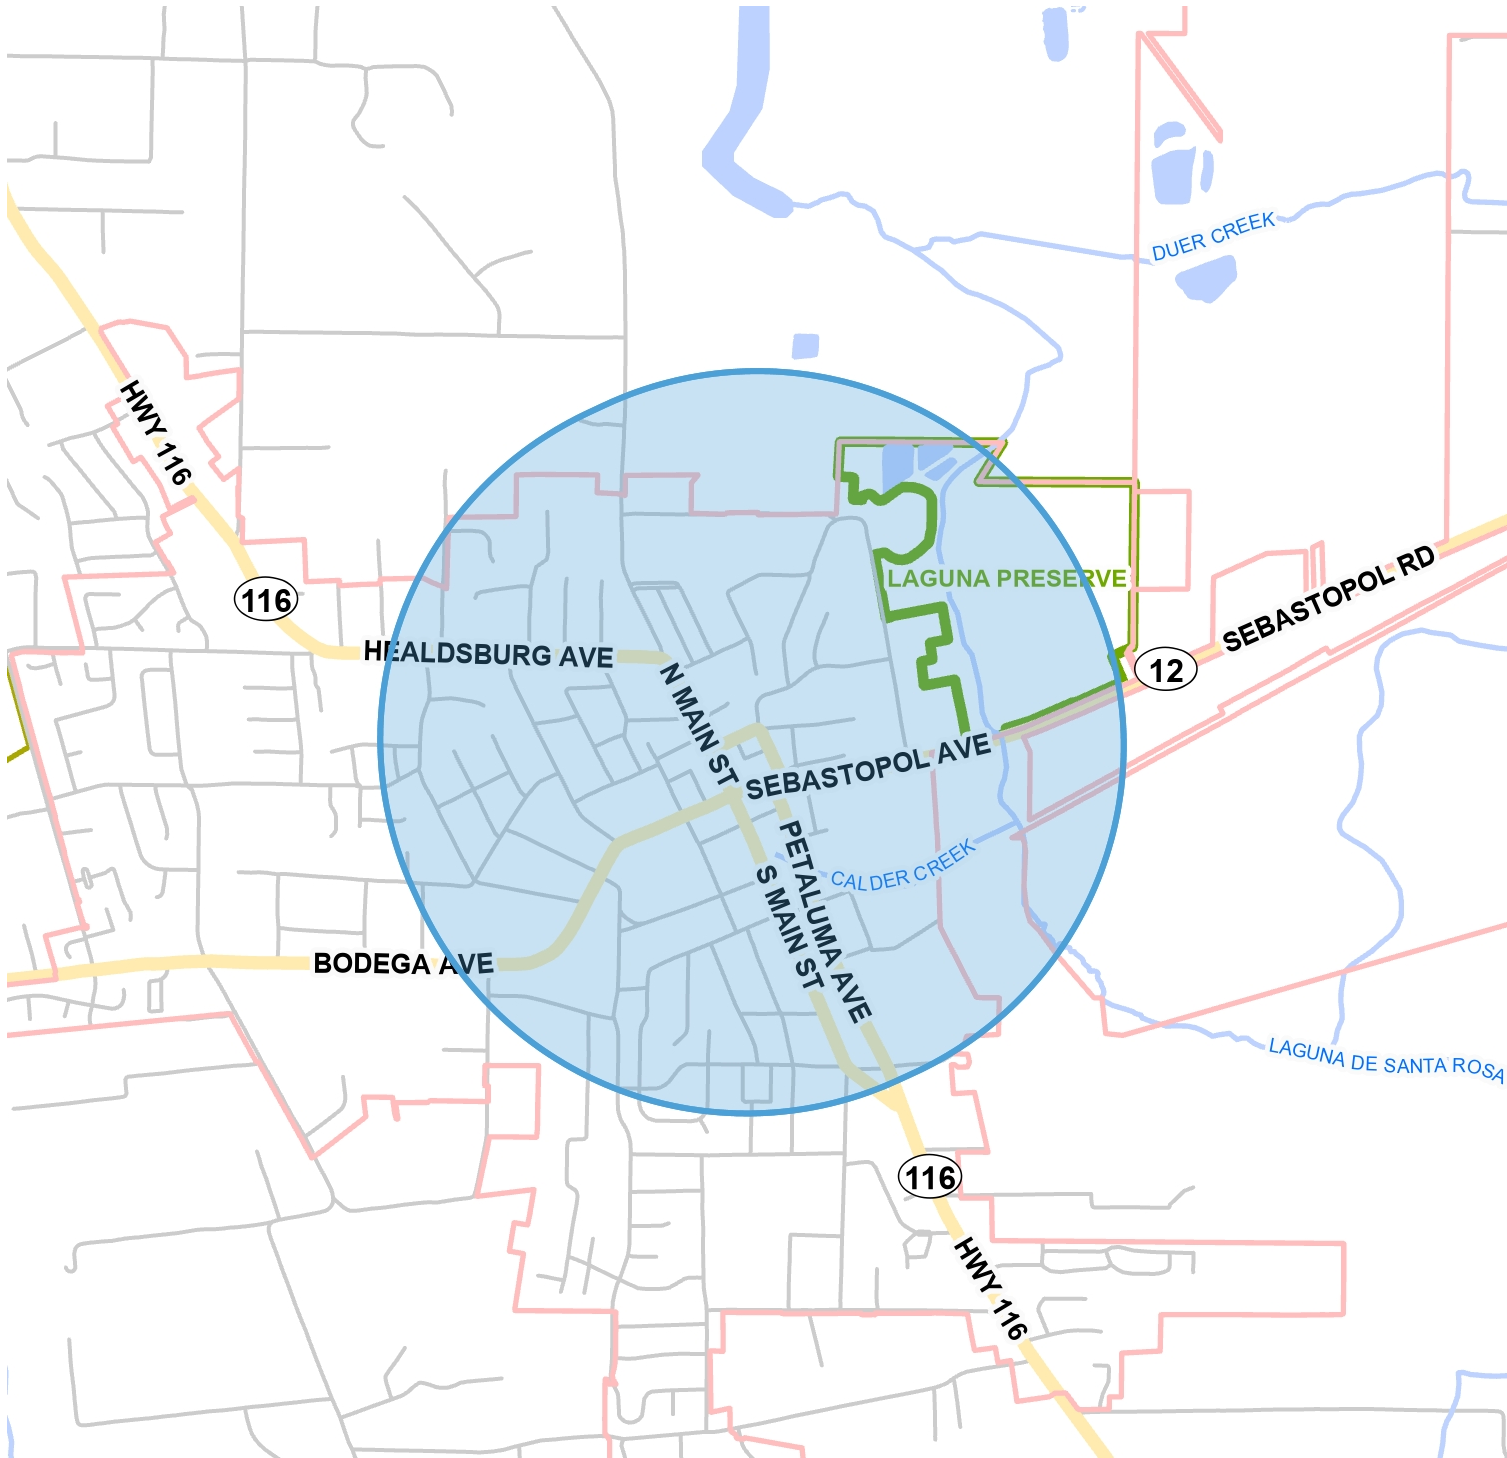 DUER CREEK
HWY 116
SEBASTOPOL RD
LAGUNA PRESERVE
116
HEALDSBURG AVE
12
N MAIN ST
SEBASTOPOL AVE
PETALUMA AVE
S MAIN ST
CALDER CREEK
BODEGA AVE
LAGUNA DE SANTA ROSA
116
HWY 116